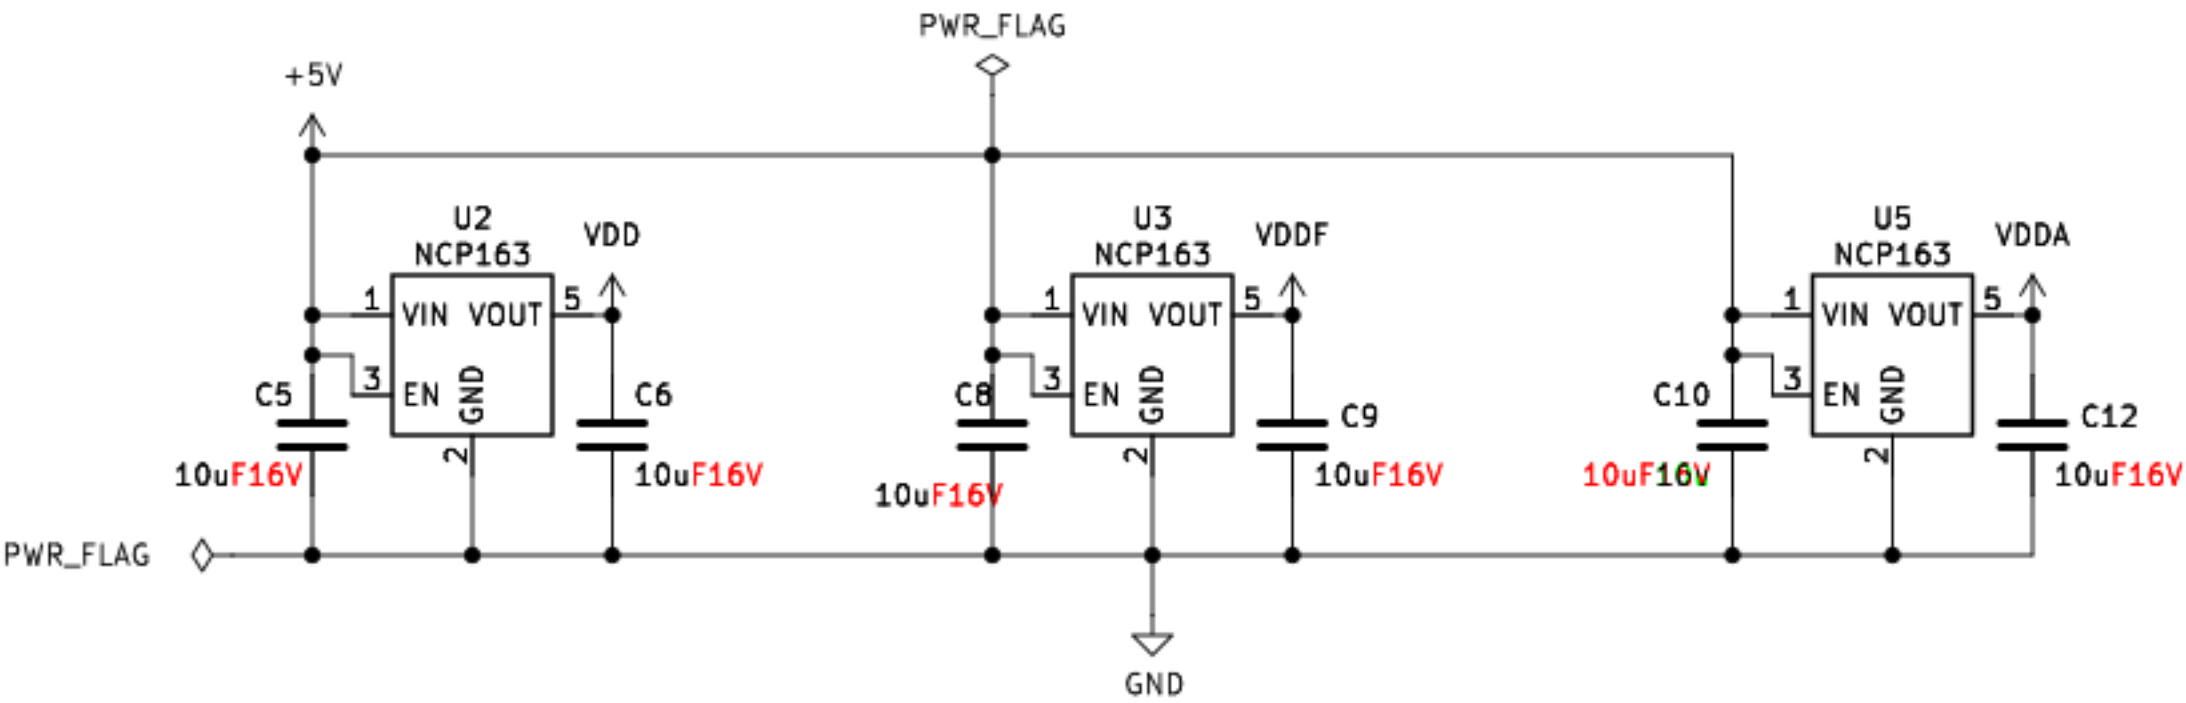 PWR_FLAG
+5V
U2
NCP163
VDD
1
VIN
VOUT
5
3
EN
GND
2
C5
10uF16V
C6
10uF16V
U3
NCP163
VDDF
1
VIN
VOUT
5
3
EN
GND
2
C8
10uF16V
C9
10uF16V
U5
NCP163
VDDA
1
VIN
VOUT
5
3
EN
GND
2
C10
10uF16V
C12
10uF16V
PWR_FLAG
GND